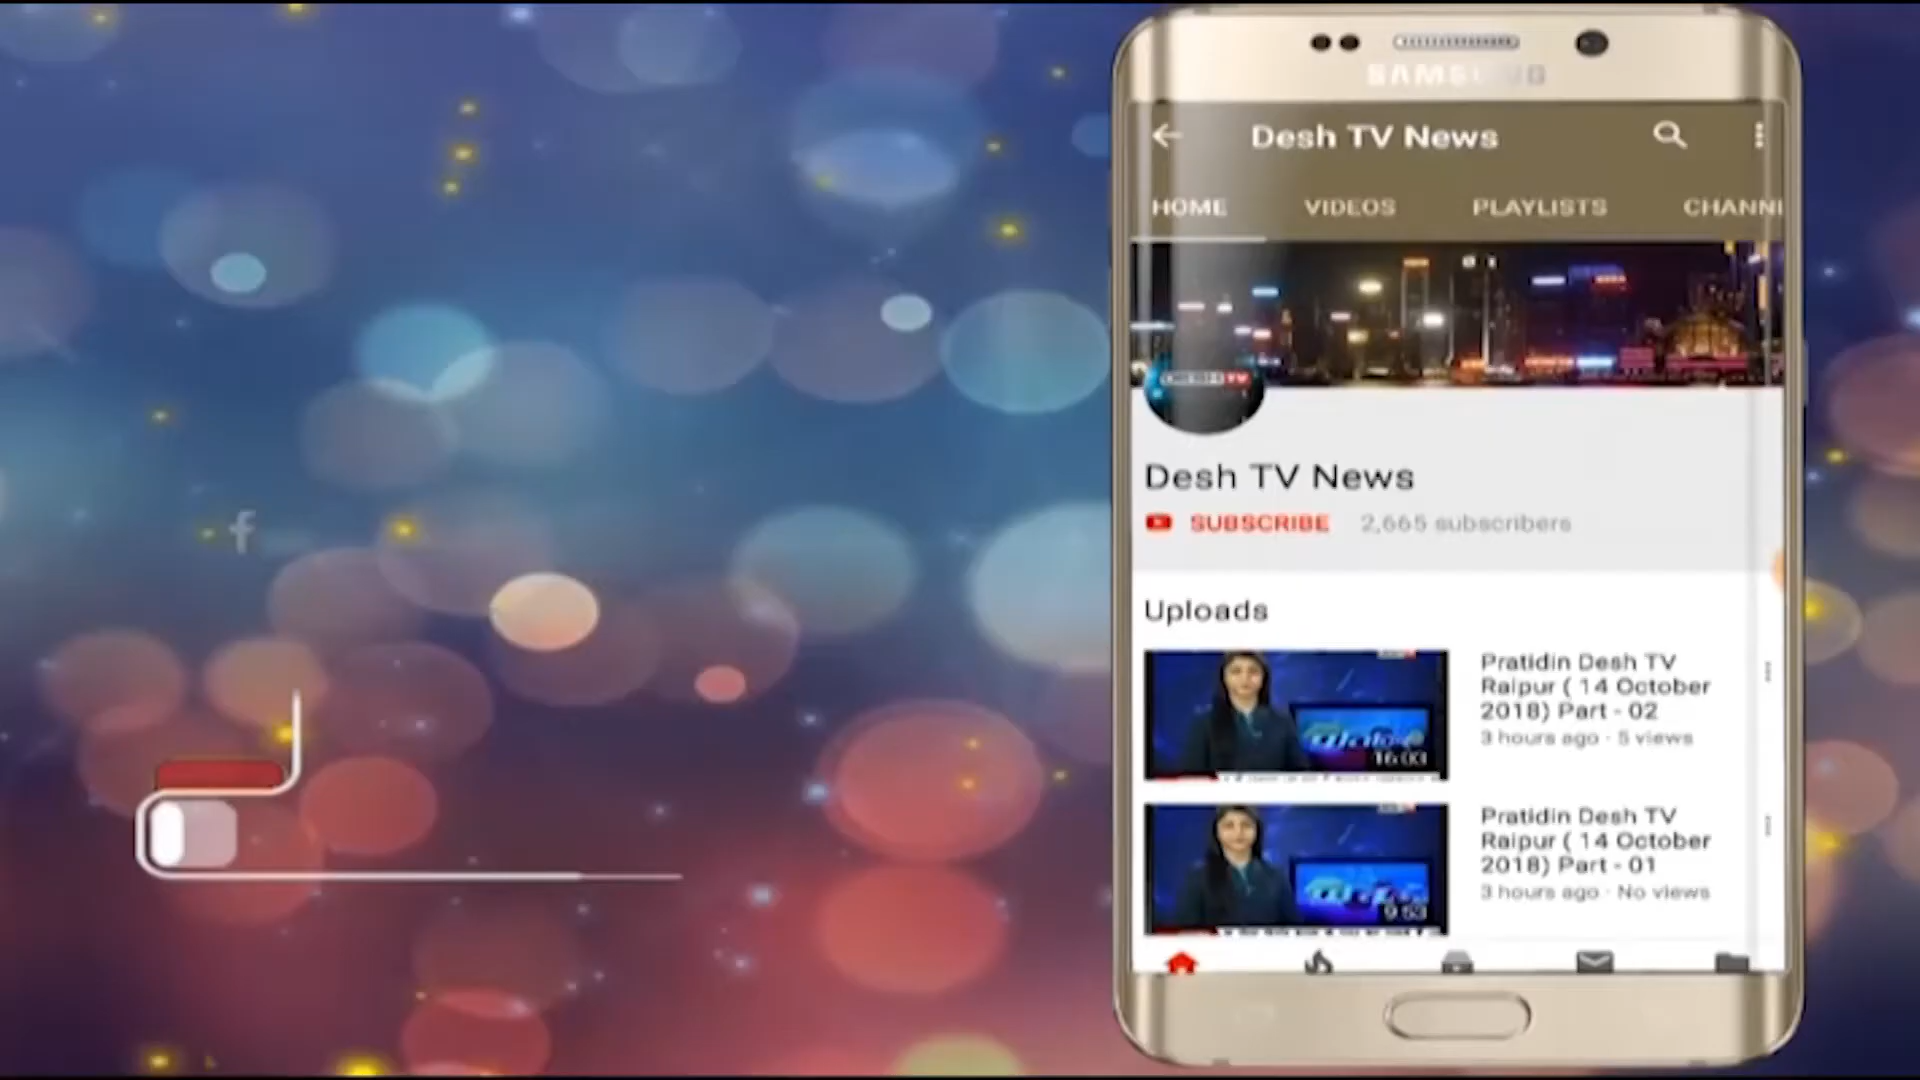 SAMSUNG
Desh TV News
HOME VIDEOS PLAYLISTS CHANNI
Desh TV News
SUBSCRIBE 2,665 subscribers
Uploads
Pratidin Desh TV
Raipur ( 14 October
2018) Part - 02
3 hours ago · 5 views
16:03
Pratidin Desh TV
Raipur ( 14 October
2018) Part - 01
3 hours ago · No views
9:53
f